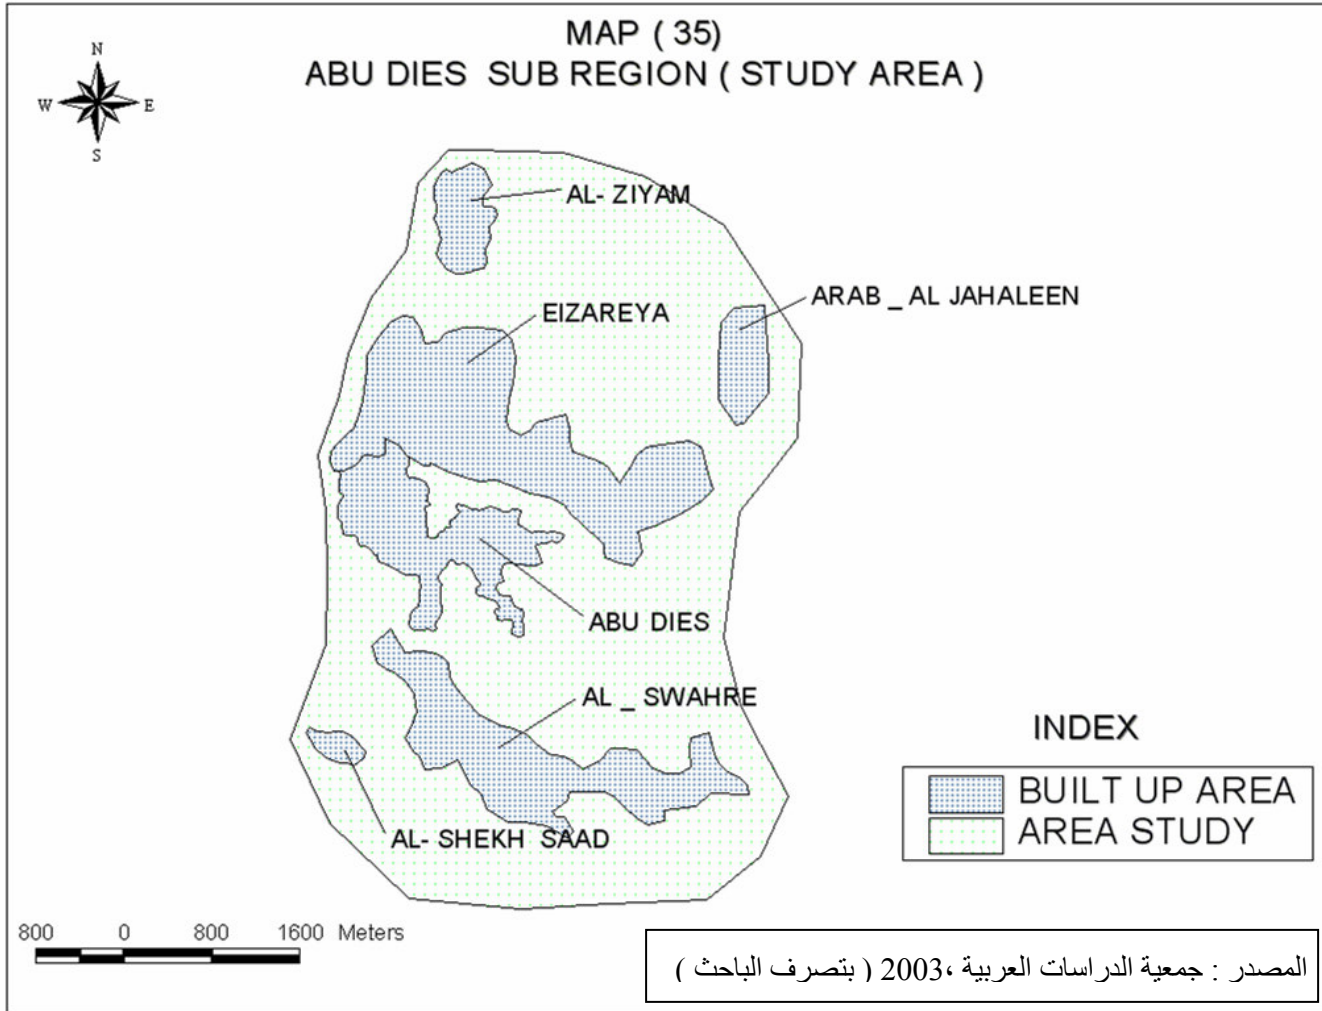 MAP ( 35)
ABU DIES SUB REGION ( STUDY AREA )
N
W
E
S
AL- ZIYAM
ARAB _ AL JAHALEEN
EIZAREYA
ABU DIES
AL _ SWAHRE
AL- SHEKH SAAD
INDEX
BUILT UP AREA
AREA STUDY
800 0 800 1600 Meters
المصدر : جمعية الدراسات العربية ،2003 ( بتصرف الباحث )